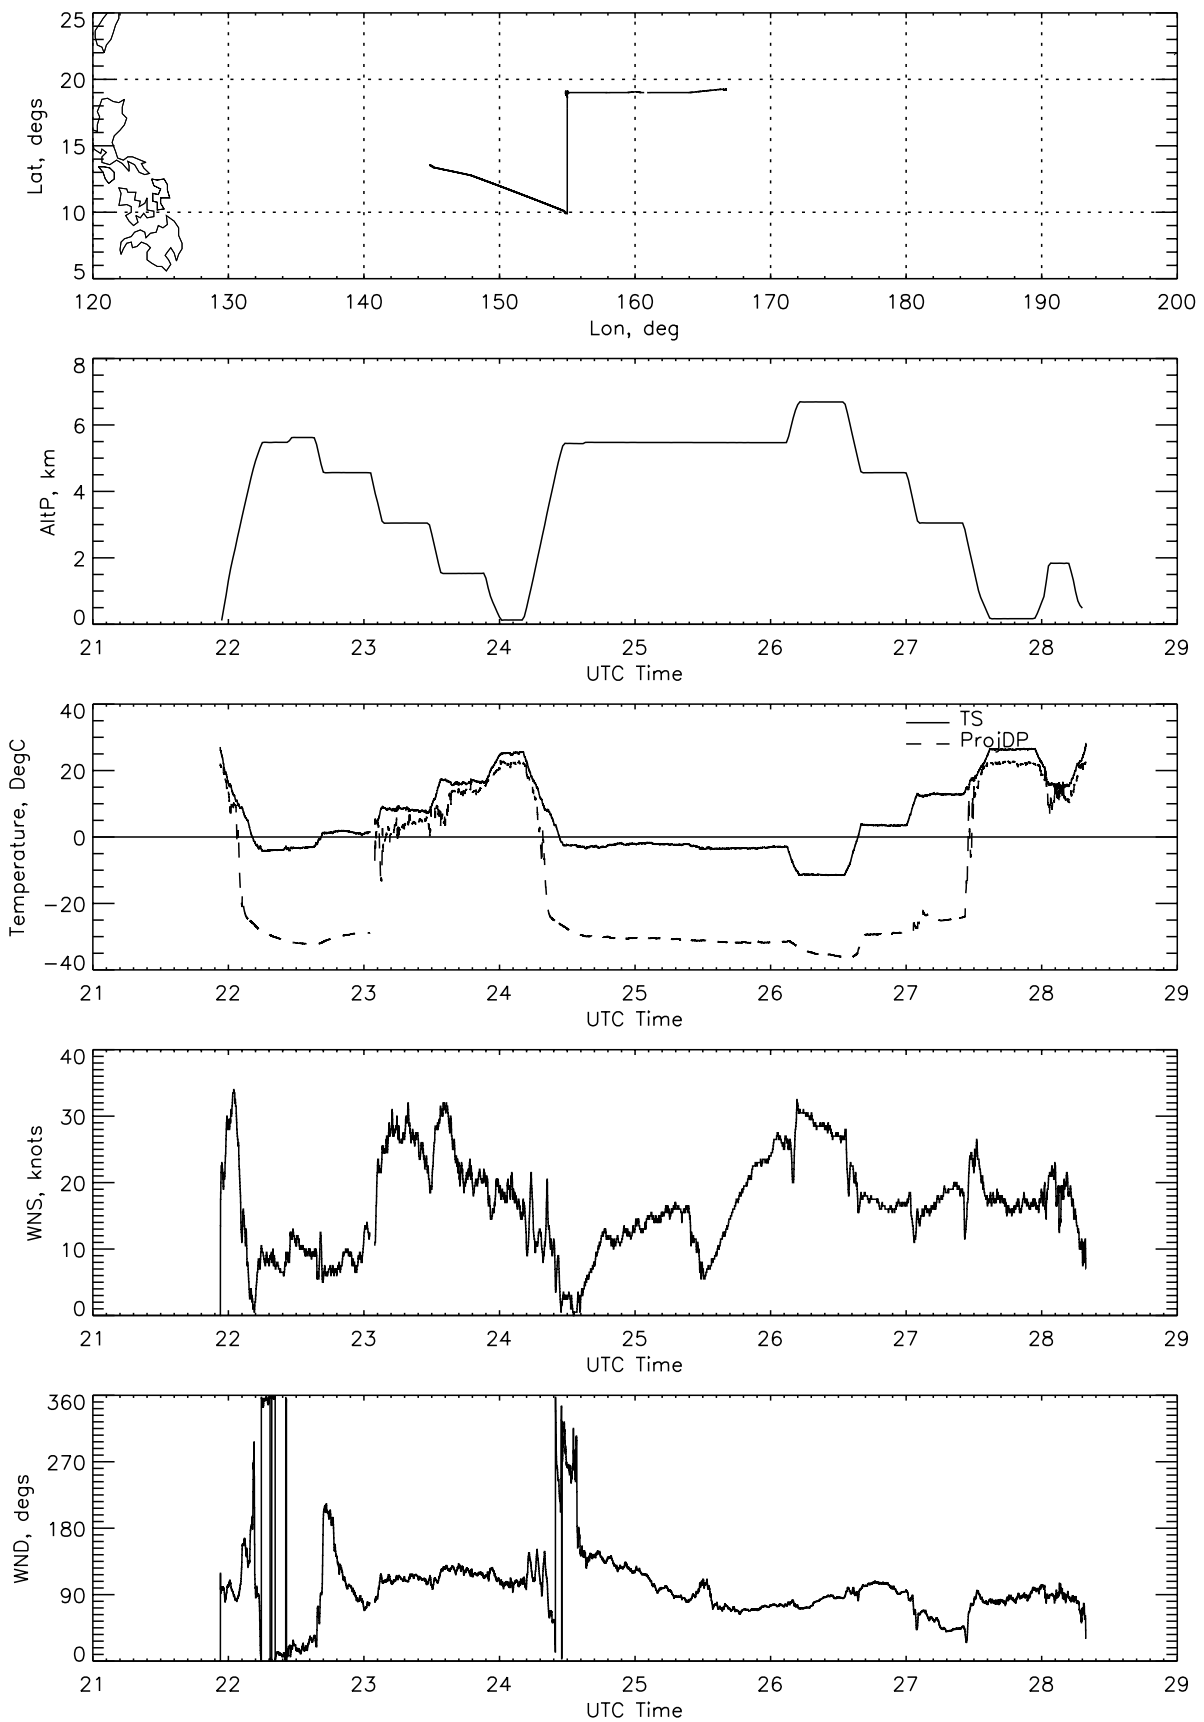 25
20
15
10
5
Lat, degs
120 130 140 150 160 170 180 190 200
Lon, deg
8
6
4
2
0
AltP, km
21 22 23 24 25 26 27 28 29
UTC Time
40
20
0
−20
−40
Temperature, DegC
TS
ProjDP
21 22 23 24 25 26 27 28 29
UTC Time
40
30
20
10
0
WNS, knots
21 22 23 24 25 26 27 28 29
UTC Time
360
270
180
90
0
WND, degs
21 22 23 24 25 26 27 28 29
UTC Time